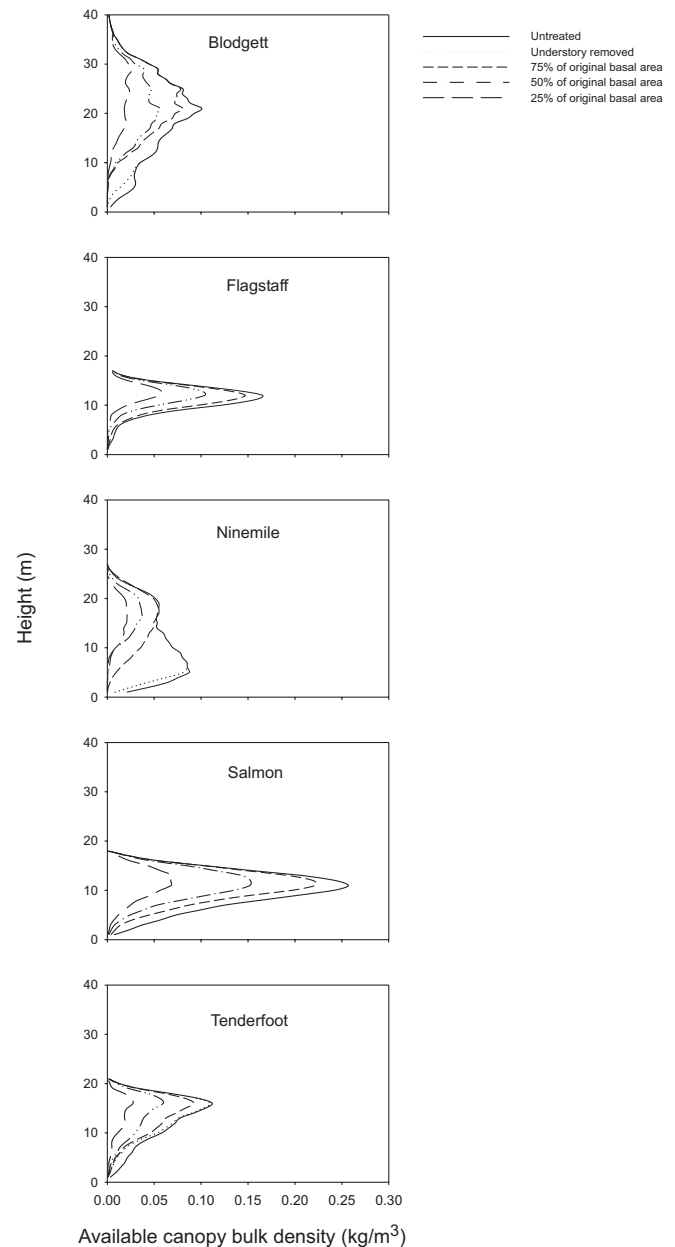 Untreated
Understory removed
75% of original basal area
50% of original basal area
25% of original basal area
Height (m)
Blodgett
40
30
20
10
0
Flagstaff
40
30
20
10
0
Ninemile
40
30
20
10
0
Salmon
40
30
20
10
0
Tenderfoot
40
30
20
10
0
0.00 0.05 0.10 0.15 0.20 0.25 0.30
Available canopy bulk density (kg/m³)